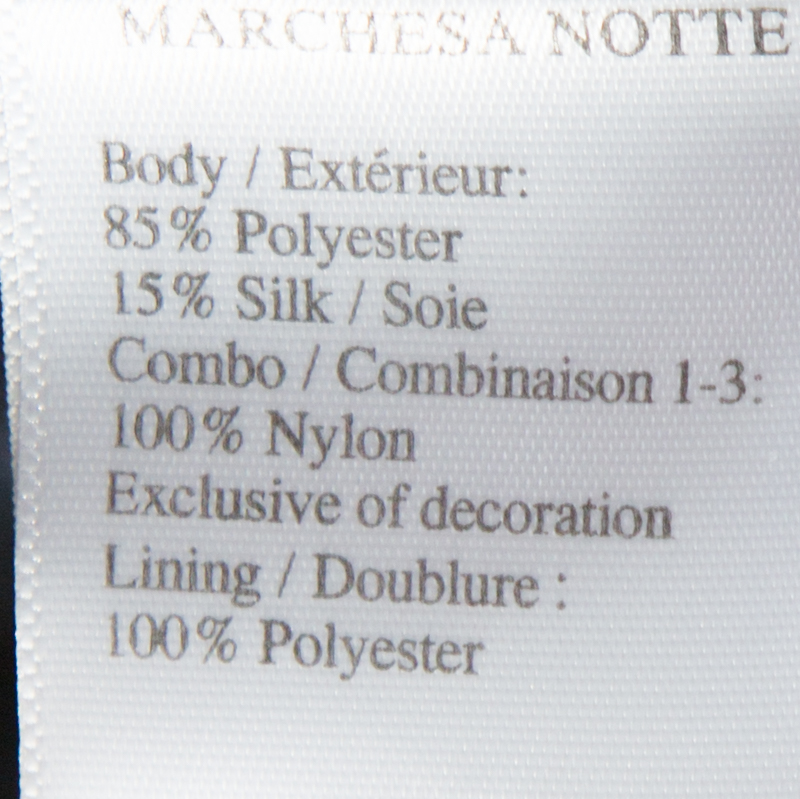 MARCHESA NOTTE
Body / Extérieur:
85% Polyester
15% Silk / Soie
Combo / Combinaison 1-3:
100% Nylon
Exclusive of decoration
Lining / Doublure :
100% Polyester